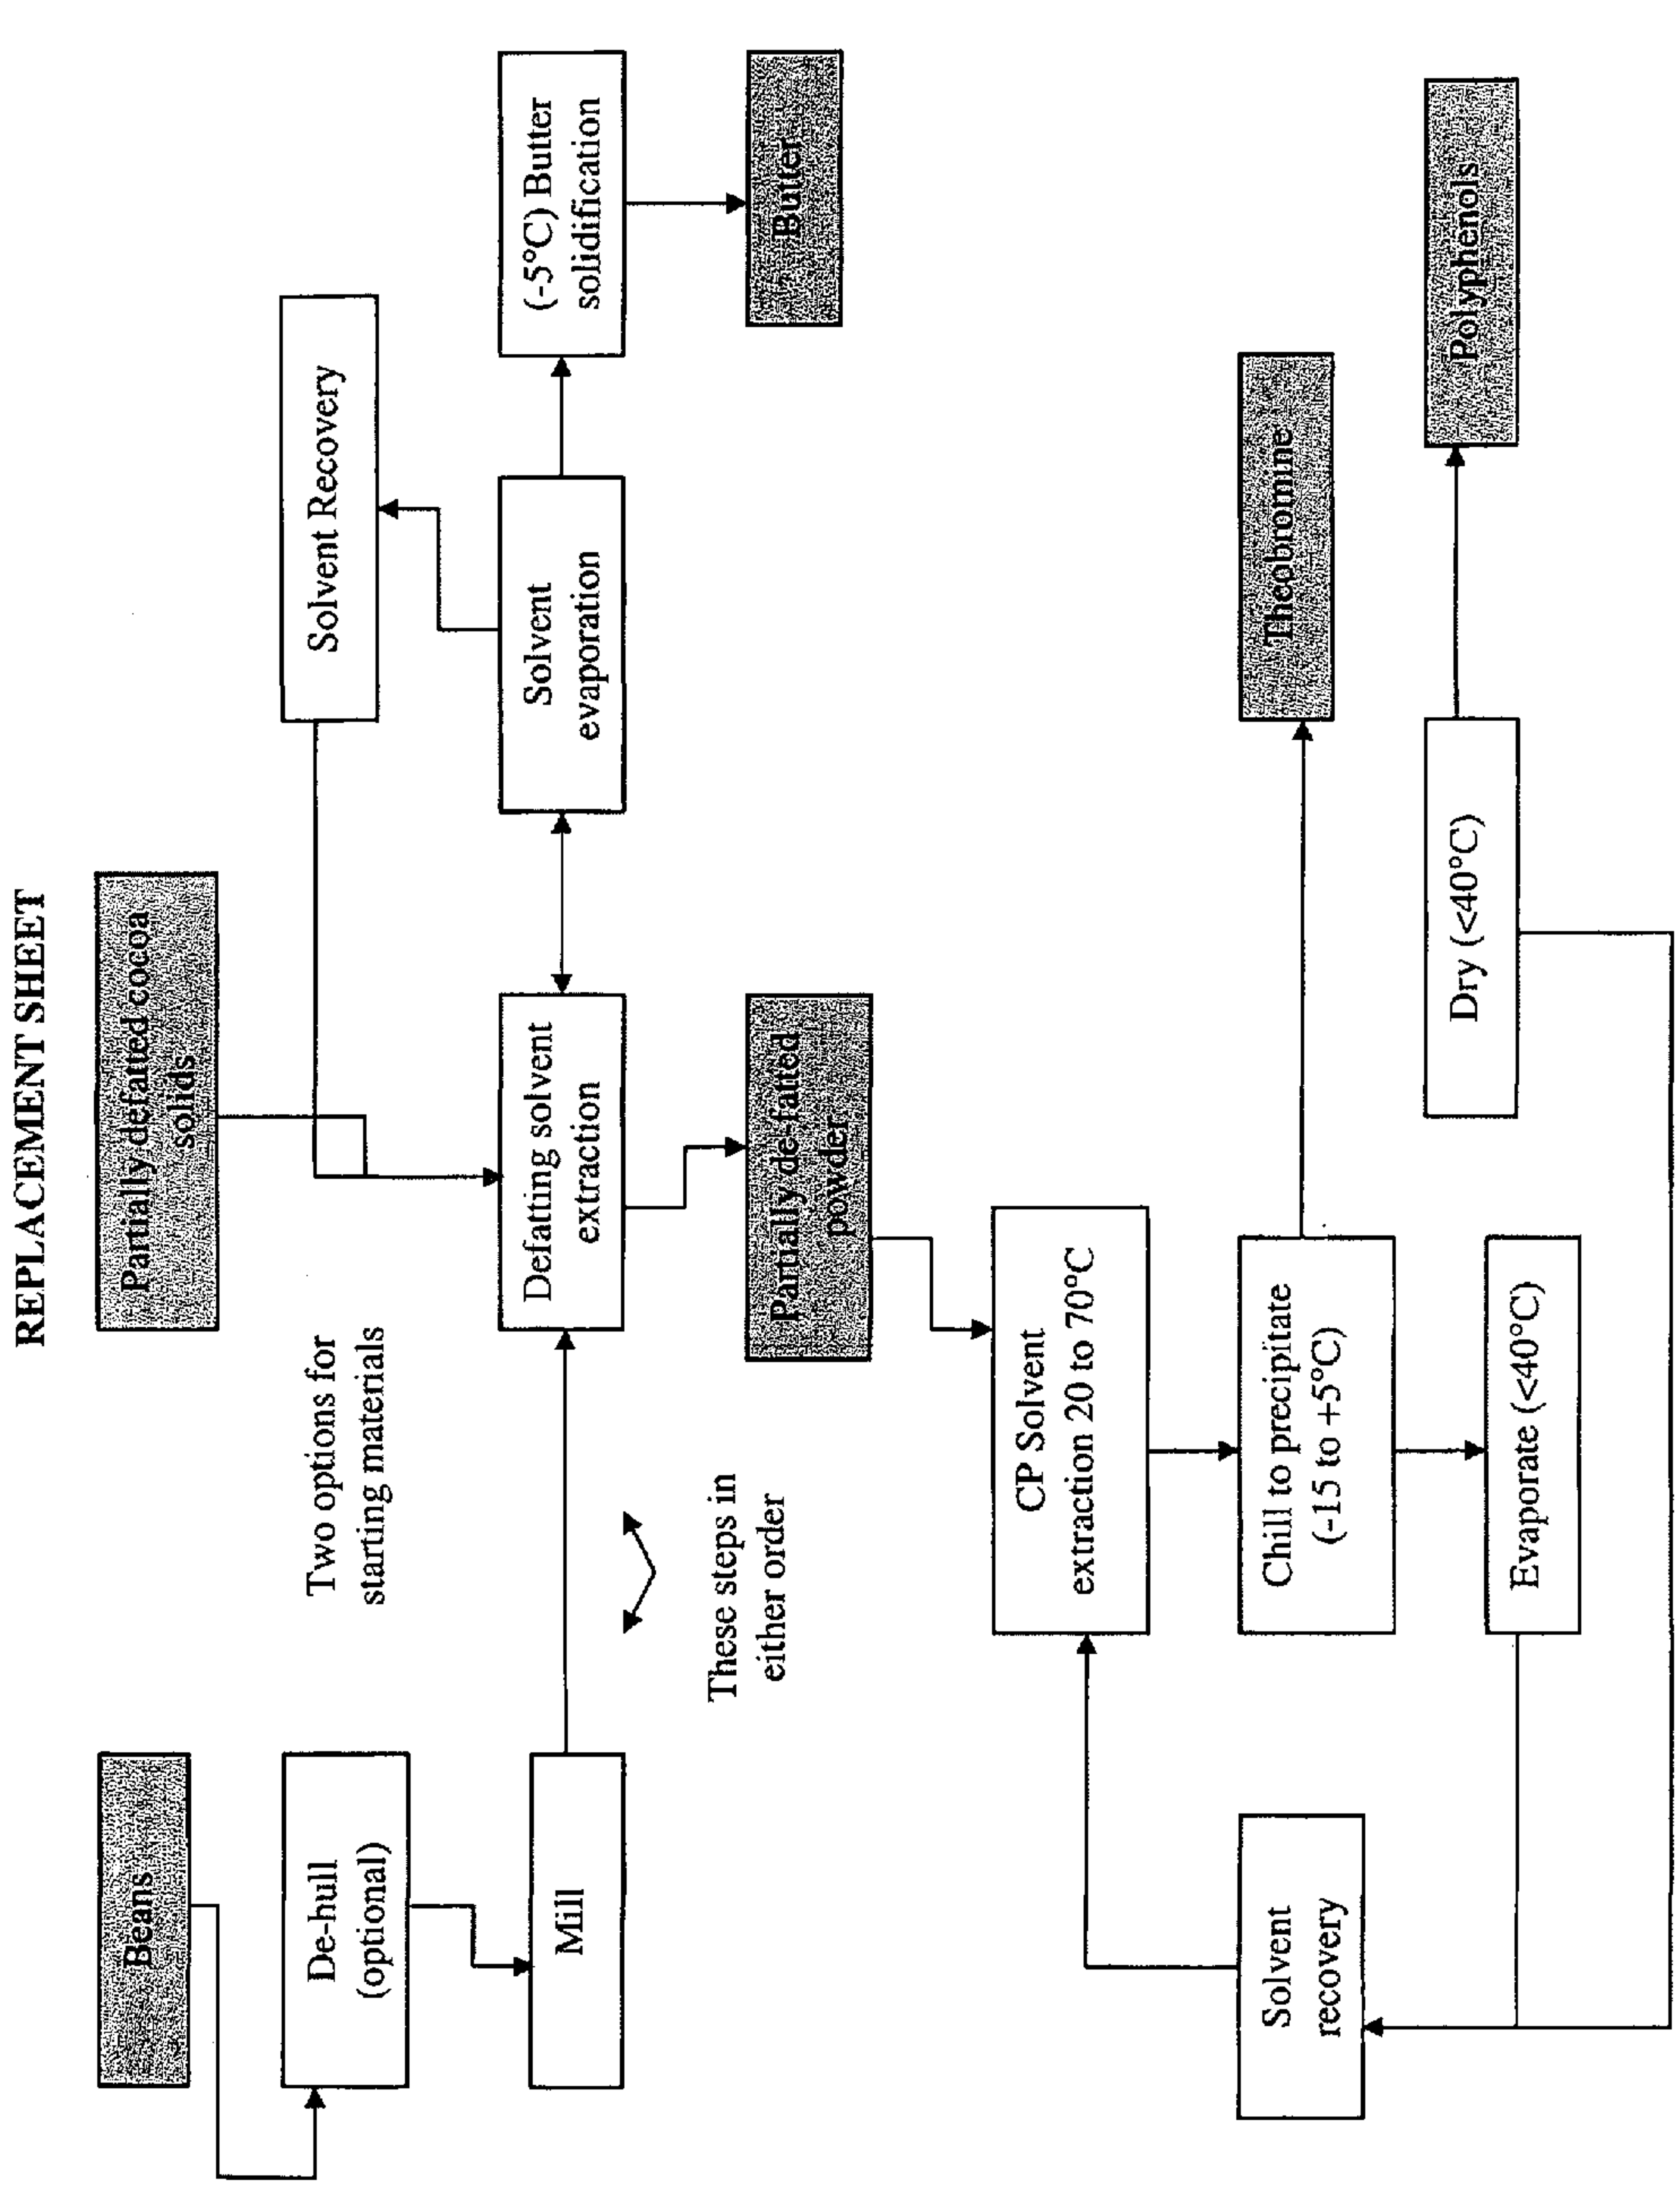 REPLACEMENT SHEET
Beans
Partially defatted cocoa
solids
De-hull
(optional)
Two options for
starting materials
Solvent Recovery
Mill
Defatting solvent
extraction
Solvent
evaporation
(-5°C) Butter
solidification
These steps in
either order
Partially de-fatted
powder
Butter
CP Solvent
extraction 20 to 70°C
Solvent
recovery
Chill to precipitate
(-15 to +5°C)
Theobromine
Evaporate (<40°C)
Dry (<40°C)
Polyphenols